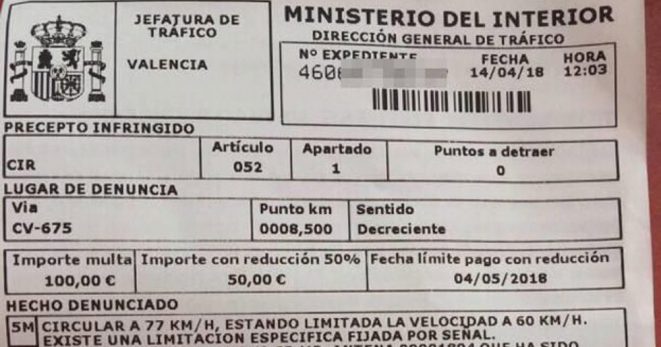 JEFATURA DE
TRÁFICO
VALENCIA
MINISTERIO DEL INTERIOR
DIRECCIÓN GENERAL DE TRÁFICO
Nº EXPEDIENTE FECHA HORA
14/04/18 12:03
PRECEPTO INFRINGIDO
Artículo Apartado Puntos a detraer
CIR 052 1 0
LUGAR DE DENUNCIA
Via Punto km Sentido
CV-675 0008,500 Decreciente
Importe multa Importe con reducción 50% Fecha límite pago con reducción
100,00 € 50,00 € 04/05/2018
HECHO DENUNCIADO
5M CIRCULAR A 77 KM/H, ESTANDO LIMITADA LA VELOCIDAD A 60 KM/H.
EXISTE UNA LIMITACION ESPECIFICA FIJADA POR SEÑAL.